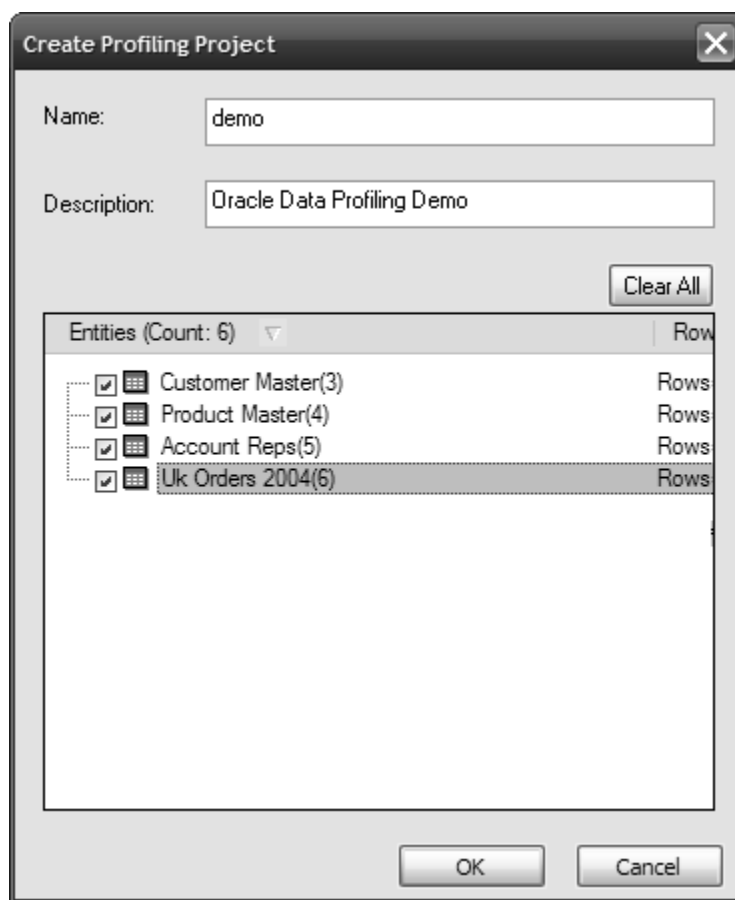 Create Profiling Project
Name: demo
Description: Oracle Data Profiling Demo
Clear All
Entities (Count: 6) Row
Customer Master(3) Rows
Product Master(4) Rows
Account Reps(5) Rows
Uk Orders 2004(6) Rows
OK Cancel